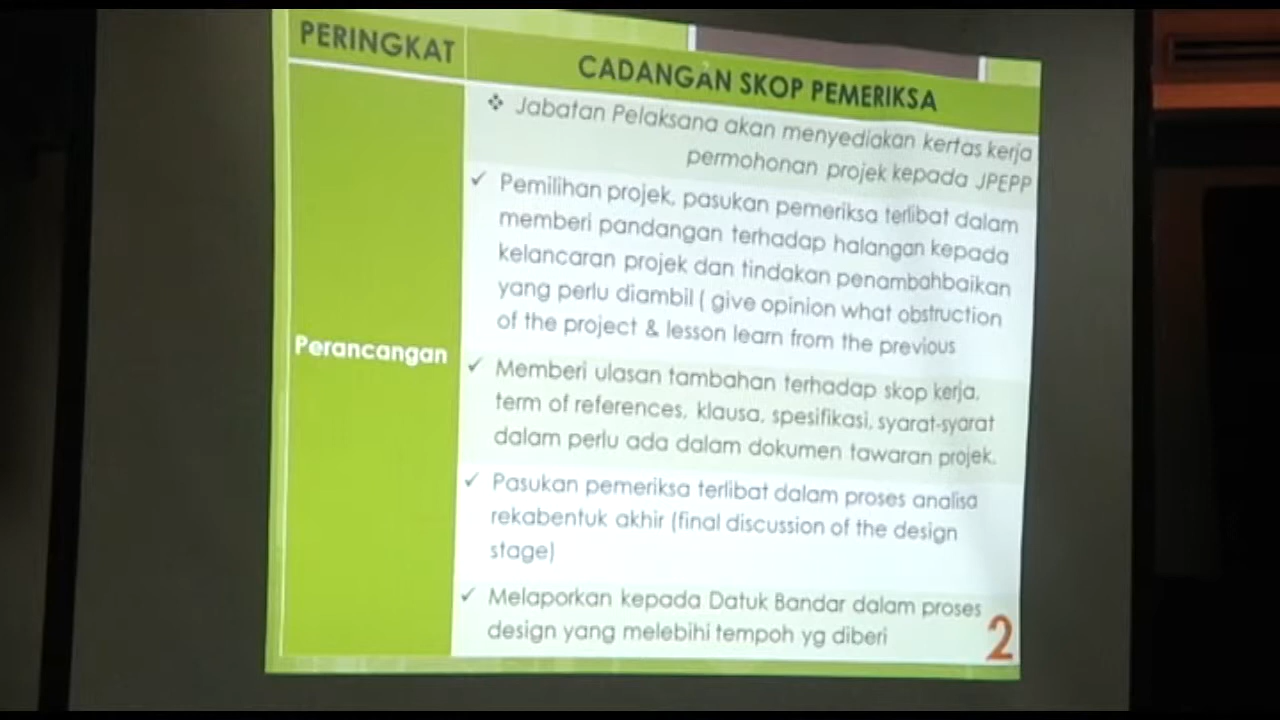 PERINGKAT
CADANGAN SKOP PEMERIKSA
❖ Jabatan Pelaksana akan menyediakan kertas kerja
permohonan projek kepada JPEPP
✓ Pemilihan projek, pasukan pemeriksa terlibat dalam
memberi pandangan terhadap halangan kepada
kelancaran projek dan tindakan penambahbaikan
yang perlu diambil ( give opinion what obstruction
of the project & lesson learn from the previous
Perancangan
✓ Memberi ulasan tambahan terhadap skop kerja,
term of references, klausa, spesifikasi, syarat-syarat
dalam perlu ada dalam dokumen tawaran projek.
✓ Pasukan pemeriksa terlibat dalam proses analisa
rekabentuk akhir (final discussion of the design
stage)
✓ Melaporkan kepada Datuk Bandar dalam proses
design yang melebihi tempoh yg diberi
2